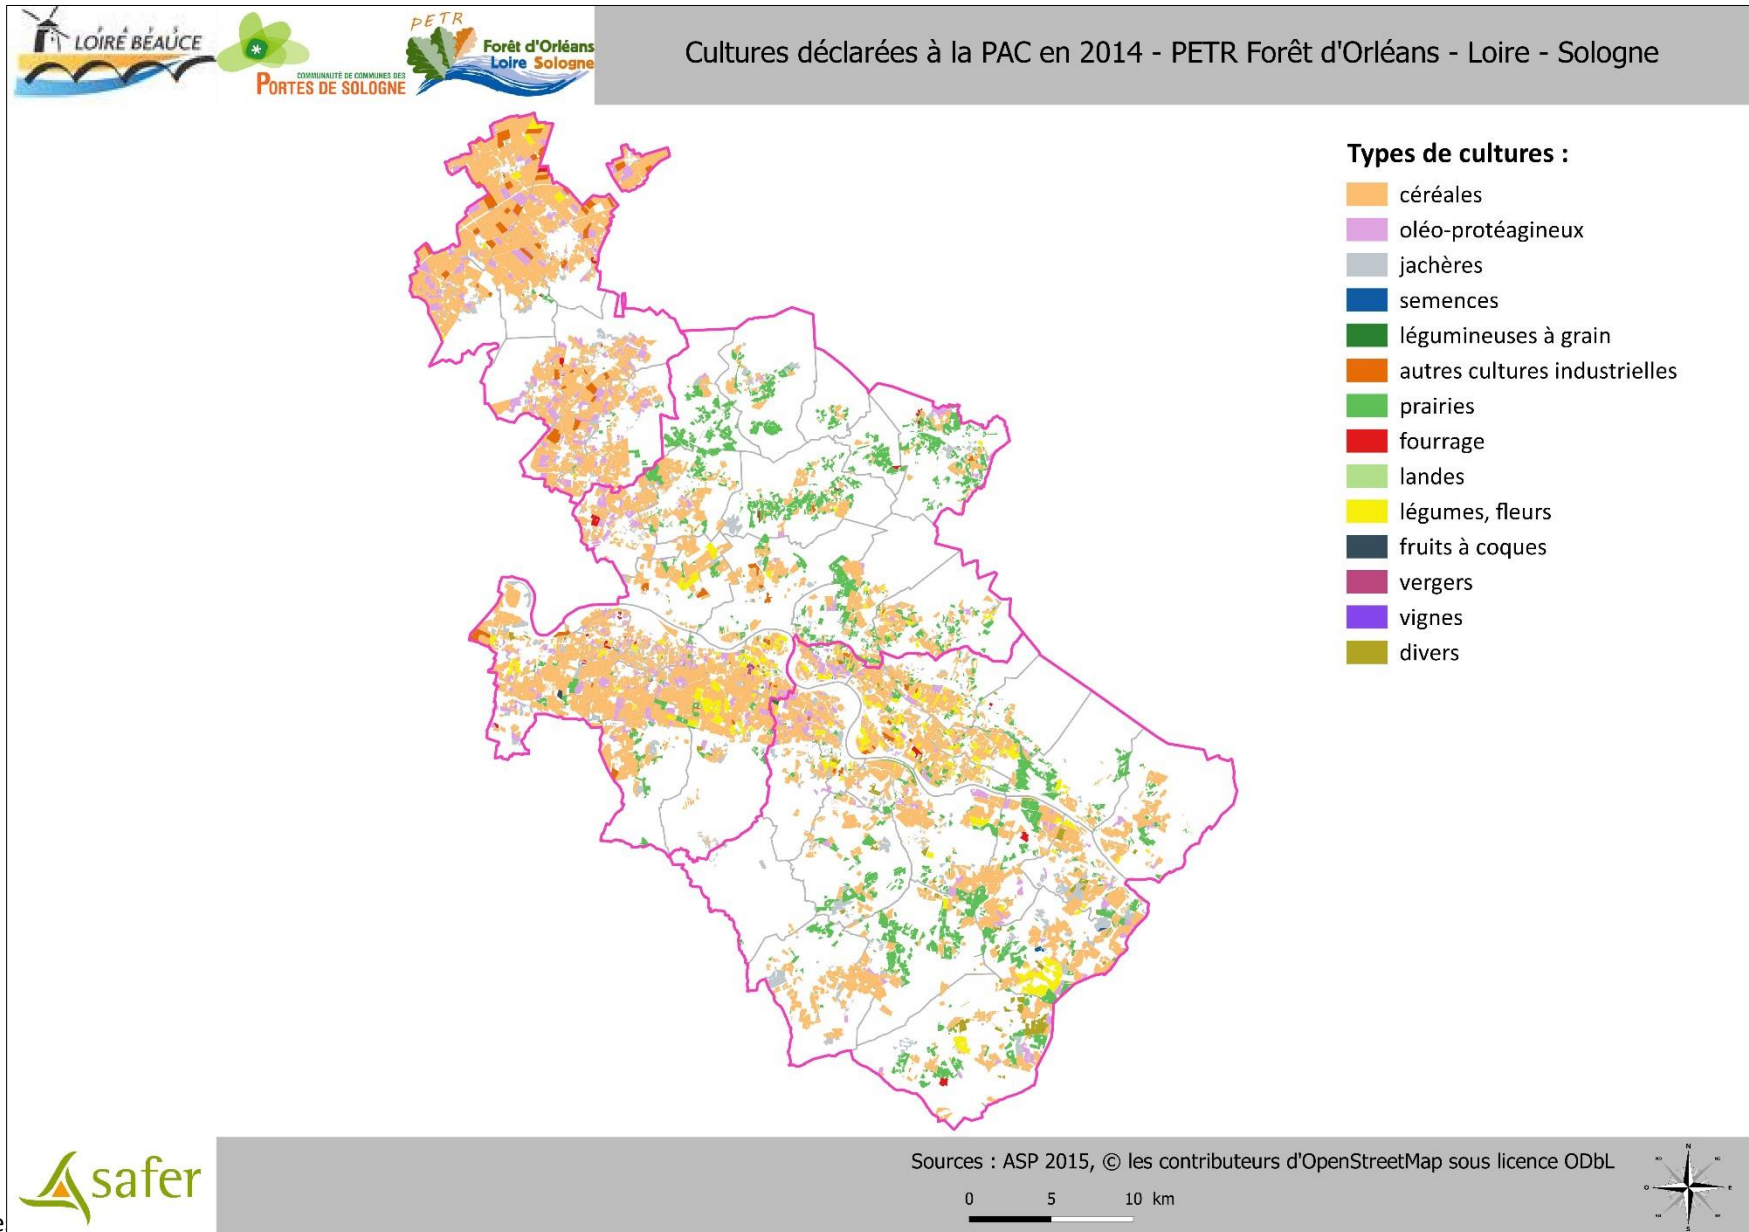 LOIRE BEAUCE
COMMUNAUTÉ DE COMMUNES DES
PORTES DE SOLOGNE
PETR
Forêt d'Orléans
Loire Sologne
Cultures déclarées à la PAC en 2014 - PETR Forêt d'Orléans - Loire - Sologne
Types de cultures :
céréales
oléo-protéagineux
jachères
semences
légumineuses à grain
autres cultures industrielles
prairies
fourrage
landes
légumes, fleurs
fruits à coques
vergers
vignes
divers
safer
Sources : ASP 2015, © les contributeurs d'OpenStreetMap sous licence ODbL
0 5 10 km
N
O E
S
e